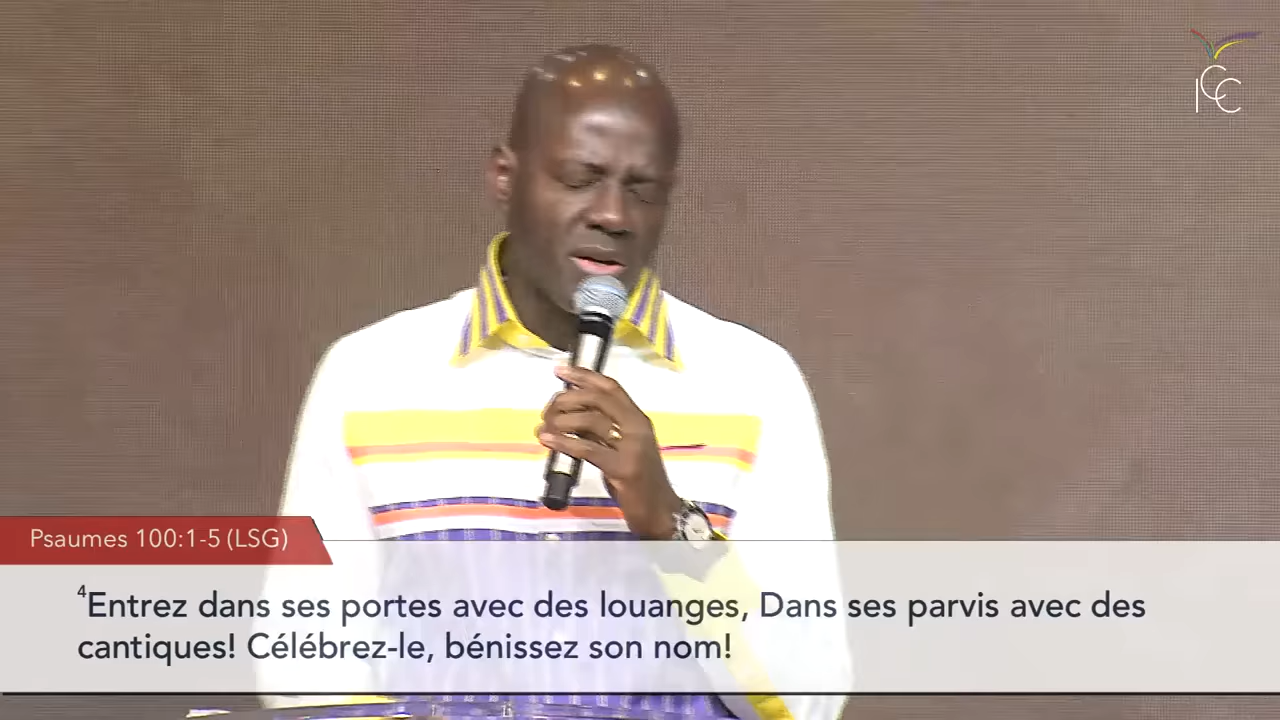 ICC
Psaumes 100:1-5 (LSG)
4Entrez dans ses portes avec des louanges, Dans ses parvis avec des
cantiques! Célébrez-le, bénissez son nom!